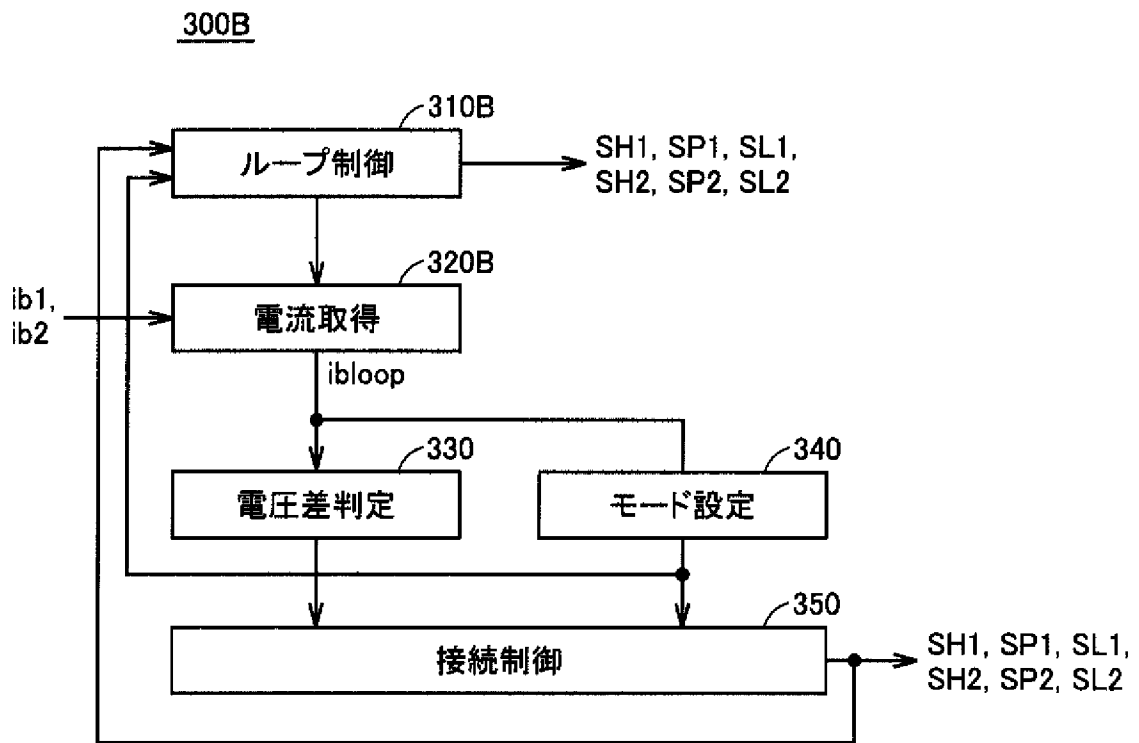 300B
310B
ループ制御
SH1, SP1, SL1,
SH2, SP2, SL2
320B
ib1,
ib2
電流取得
ibloop
330
電圧差判定
340
モード設定
350
接続制御
SH1, SP1, SL1,
SH2, SP2, SL2